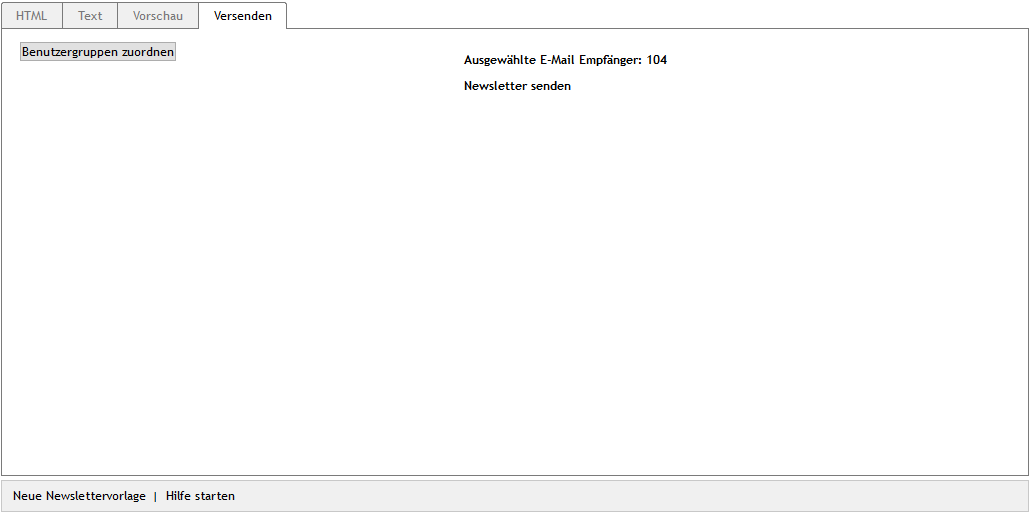 HTML Text Vorschau Versenden
Benutzergruppen zuordnen
Ausgewählte E-Mail Empfänger: 104
Newsletter senden
Neue Newslettervorlage | Hilfe starten